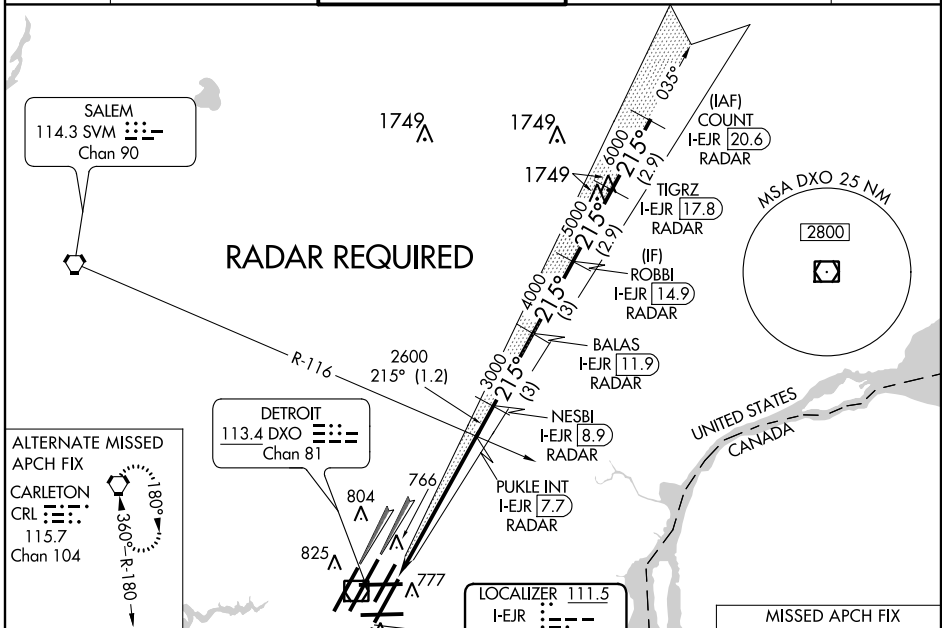 SALEM
114.3 SVM
Chan 90
1749
1749
1749
035°
(IAF)
COUNT
I-EJR 20.6
RADAR
6000
215°
(2.9)
TIGRZ
I-EJR 17.8
RADAR
5000
215°
(2.9)
(IF)
ROBBI
I-EJR 14.9
RADAR
4000
215°
(3)
BALAS
I-EJR 11.9
RADAR
3000
215°
(3)
NESBI
I-EJR 8.9
RADAR
PUKLE INT
I-EJR 7.7
RADAR
MSA DXO 25 NM
2800
RADAR REQUIRED
R-116
2600
215° (1.2)
DETROIT
113.4 DXO
Chan 81
UNITED STATES
CANADA
ALTERNATE MISSED
APCH FIX
CARLETON
CRL
115.7
Chan 104
180°
360°-R-180
804
766
825
777
LOCALIZER 111.5
I-EJR
MISSED APCH FIX